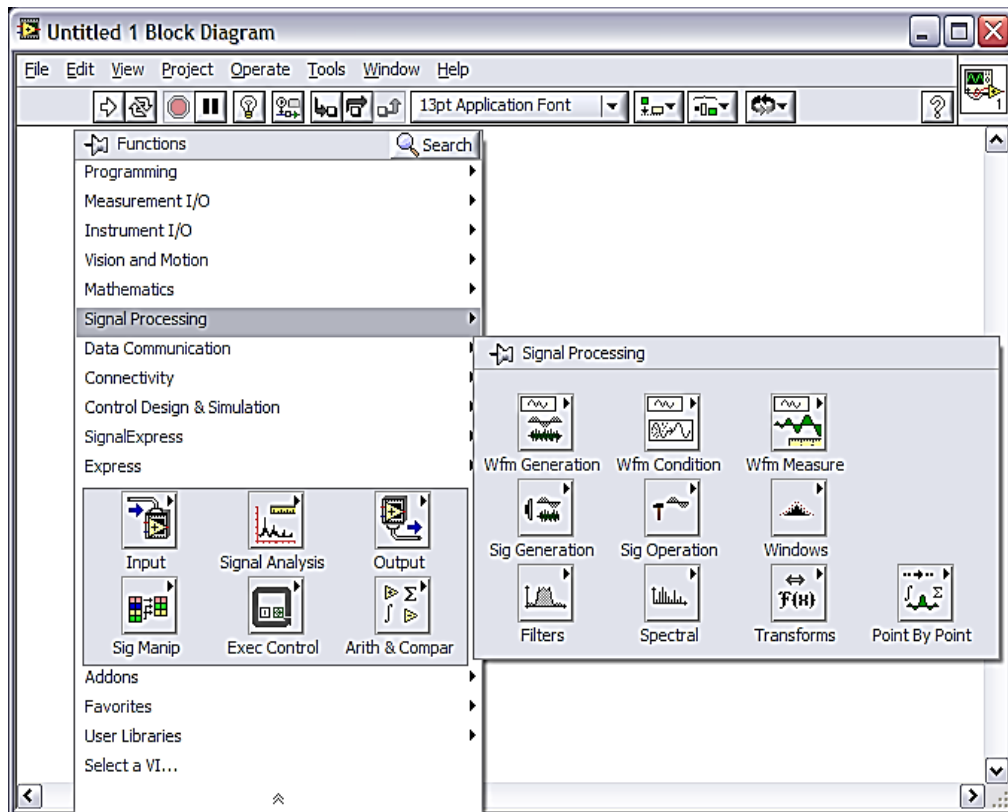 Untitled 1 Block Diagram
File Edit View Project Operate Tools Window Help
13pt Application Font
1
Functions
Search
Programming
Measurement I/O
Instrument I/O
Vision and Motion
Mathematics
Signal Processing
Data Communication
Connectivity
Control Design & Simulation
SignalExpress
Express
Input Signal Analysis Output
Sig Manip Exec Control Arith & Compar
Addons
Favorites
User Libraries
Select a VI...
Signal Processing
Wfm Generation Wfm Condition Wfm Measure
Sig Generation Sig Operation Windows
Filters Spectral Transforms Point By Point